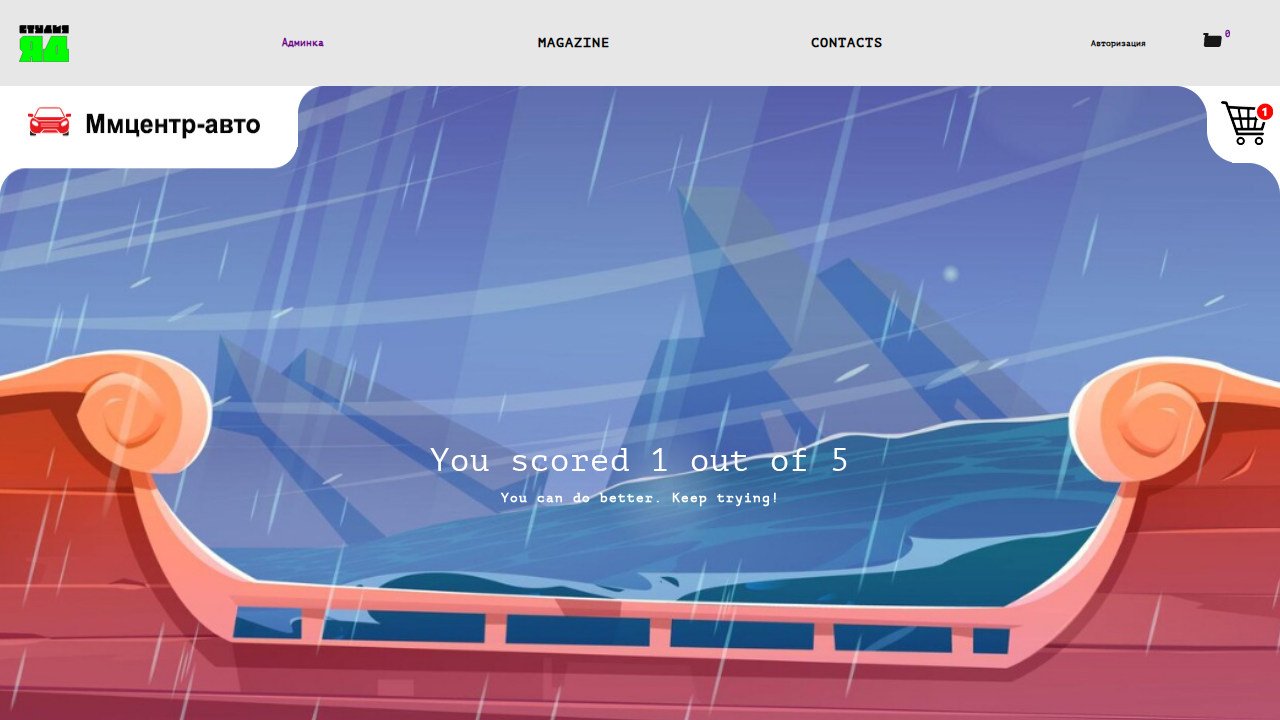 СТУДИЯ
ЯД
Админка
MAGAZINE
CONTACTS
Авторизация
0
Ммцентр-авто
1
You scored 1 out of 5
You can do better. Keep trying!